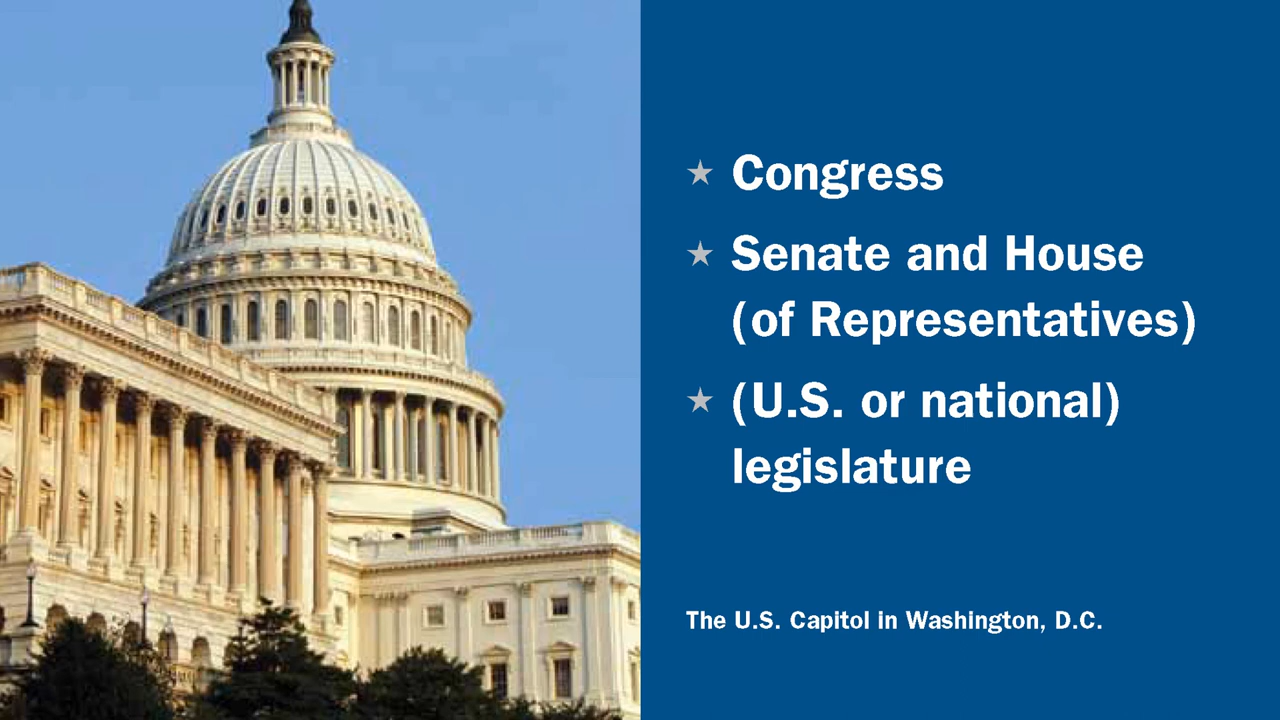 ★ Congress
★ Senate and House
(of Representatives)
★ (U.S. or national)
legislature
The U.S. Capitol in Washington, D.C.